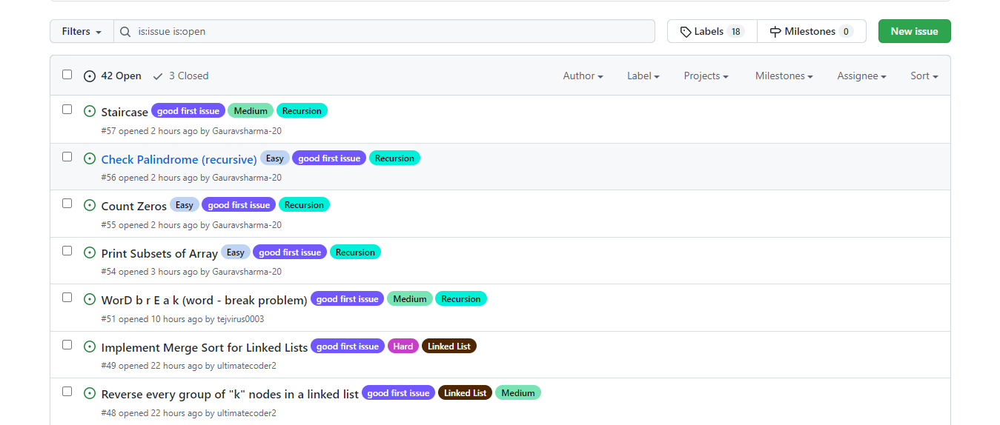 Filters is:issue is:open Labels 18 Milestones 0 New issue
42 Open 3 Closed Author Label Projects Milestones Assignee Sort
Staircase good first issue Medium Recursion
#57 opened 2 hours ago by Gauravsharma-20
Check Palindrome (recursive) Easy good first issue Recursion
#56 opened 2 hours ago by Gauravsharma-20
Count Zeros Easy good first issue Recursion
#55 opened 2 hours ago by Gauravsharma-20
Print Subsets of Array Easy good first issue Recursion
#54 opened 3 hours ago by Gauravsharma-20
WorD b r E a k (word - break problem) good first issue Medium Recursion
#51 opened 10 hours ago by tejvirus0003
Implement Merge Sort for Linked Lists good first issue Hard Linked List
#49 opened 22 hours ago by ultimatecoder2
Reverse every group of "k" nodes in a linked list good first issue Linked List Medium
#48 opened 22 hours ago by ultimatecoder2